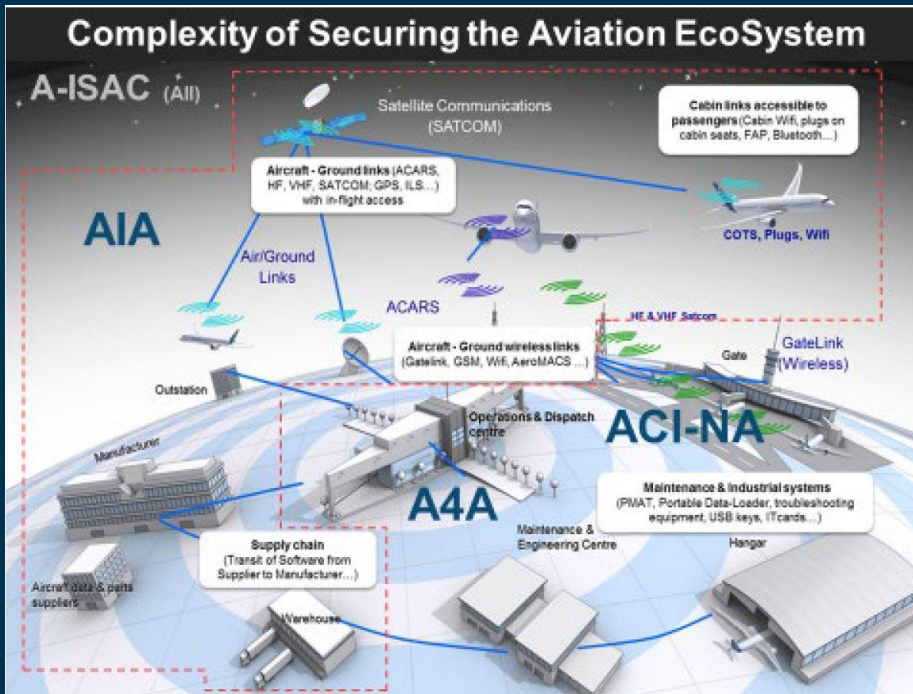 Complexity of Securing the Aviation EcoSystem
A-ISAC (All)
Satellite Communications
(SATCOM)
Cabin links accessible to
passengers (Cabin Wifi, plugs on
cabin seats, FAP, Bluetooth...)
Aircraft - Ground links (ACARS,
HF, VHF, SATCOM; GPS, ILS...)
with in-flight access
AIA
COTS, Plugs, Wifi
Air/Ground
Links
ACARS
HF & VHF Satcom
Aircraft - Ground wireless links
(Gatelink, GSM, Wifi, AeroMACS ...)
Gate
GateLink
(Wireless)
Outstation
Operations & Dispatch
centre
ACI-NA
Manufacturer
A4A
Maintenance & Industrial systems
(PMAT, Portable Data-Loader, troubleshooting
equipment, USB keys, ITcards...)
Supply chain
(Transit of Software from
Supplier to Manufacturer...)
Maintenance &
Engineering Centre
Hangar
Aircraft data & parts
suppliers
Warehouse